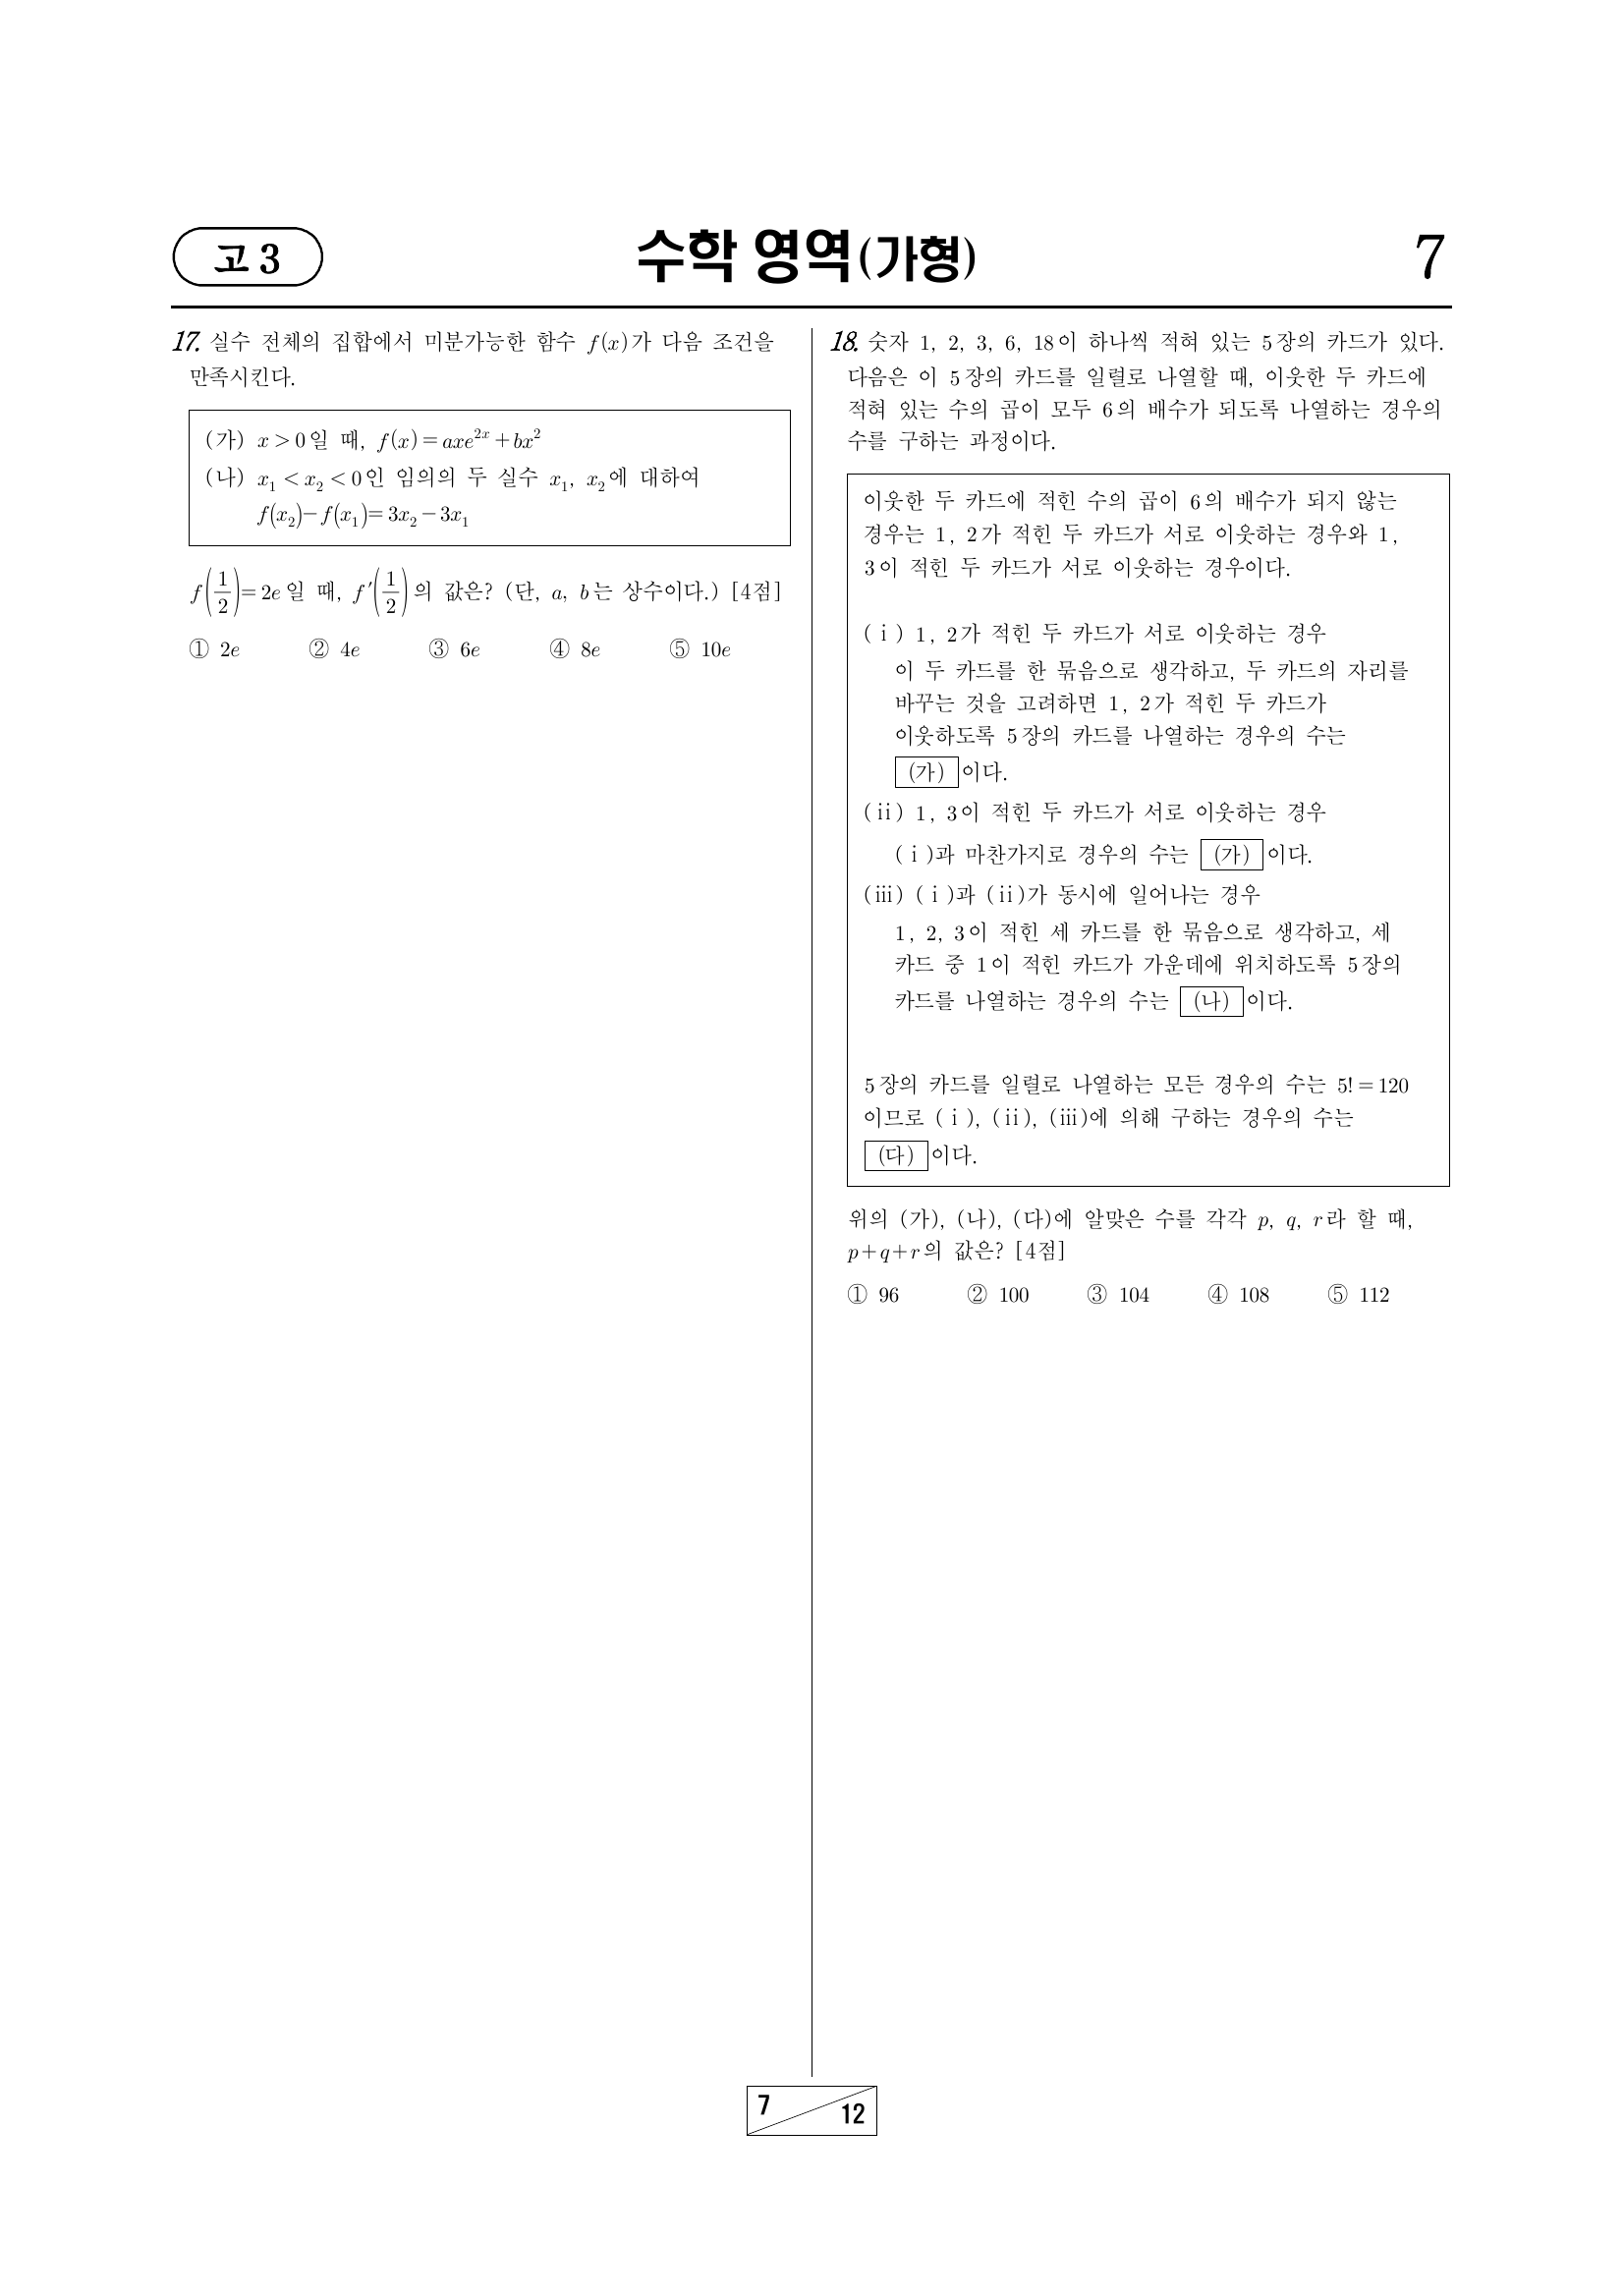 고 3
수학 영역(가형)
7
17. 실수 전체의 집합에서 미분가능한 함수 f(x)가 다음 조건을
만족시킨다.
(가) x > 0일 때, f(x) = axe^{2x} + bx^2
(나) x_1 < x_2 < 0인 임의의 두 실수 x_1, x_2에 대하여
f(x_2) − f(x_1) = 3x_2 − 3x_1
f(1/2) = 2e일 때, f′(1/2)의 값은? (단, a, b는 상수이다.) [4점]
① 2e ② 4e ③ 6e ④ 8e ⑤ 10e
18. 숫자 1, 2, 3, 6, 18이 하나씩 적혀 있는 5장의 카드가 있다.
다음은 이 5장의 카드를 일렬로 나열할 때, 이웃한 두 카드에
적혀 있는 수의 곱이 모두 6의 배수가 되도록 나열하는 경우의
수를 구하는 과정이다.
이웃한 두 카드에 적힌 수의 곱이 6의 배수가 되지 않는
경우는 1, 2가 적힌 두 카드가 서로 이웃하는 경우와 1,
3이 적힌 두 카드가 서로 이웃하는 경우이다.
(ⅰ) 1, 2가 적힌 두 카드가 서로 이웃하는 경우
이 두 카드를 한 묶음으로 생각하고, 두 카드의 자리를
바꾸는 것을 고려하면 1, 2가 적힌 두 카드가
이웃하도록 5장의 카드를 나열하는 경우의 수는
(가) 이다.
(ⅱ) 1, 3이 적힌 두 카드가 서로 이웃하는 경우
(ⅰ)과 마찬가지로 경우의 수는 (가) 이다.
(ⅲ) (ⅰ)과 (ⅱ)가 동시에 일어나는 경우
1, 2, 3이 적힌 세 카드를 한 묶음으로 생각하고, 세
카드 중 1이 적힌 카드가 가운데에 위치하도록 5장의
카드를 나열하는 경우의 수는 (나) 이다.
5장의 카드를 일렬로 나열하는 모든 경우의 수는 5! = 120
이므로 (ⅰ), (ⅱ), (ⅲ)에 의해 구하는 경우의 수는
(다) 이다.
위의 (가), (나), (다)에 알맞은 수를 각각 p, q, r라 할 때,
p+q+r의 값은? [4점]
① 96 ② 100 ③ 104 ④ 108 ⑤ 112
7
12